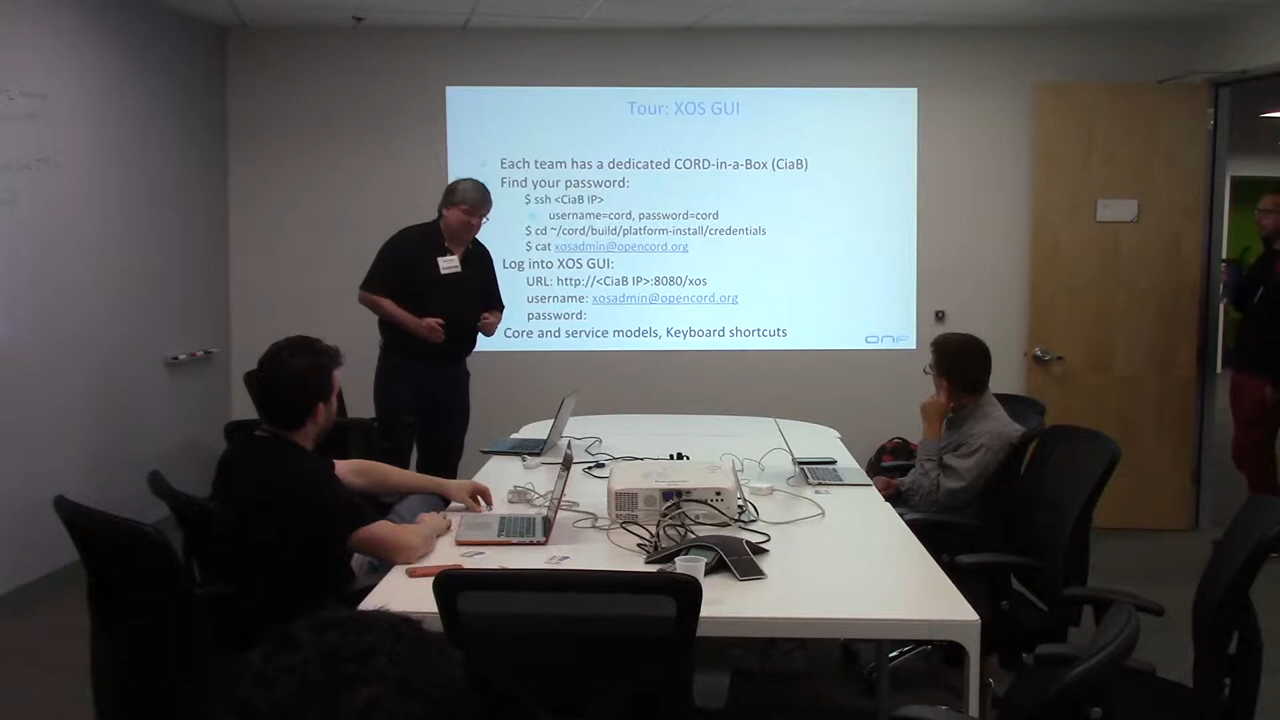 Tour: XOS GUI
Each team has a dedicated CORD-in-a-Box (CiaB)
Find your password:
$ ssh <CiaB IP>
username=cord, password=cord
$ cd ~/cord/build/platform-install/credentials
$ cat xosadmin@opencord.org
Log into XOS GUI:
URL: http://<CiaB IP>:8080/xos
username: xosadmin@opencord.org
password:
Core and service models, Keyboard shortcuts
ONF